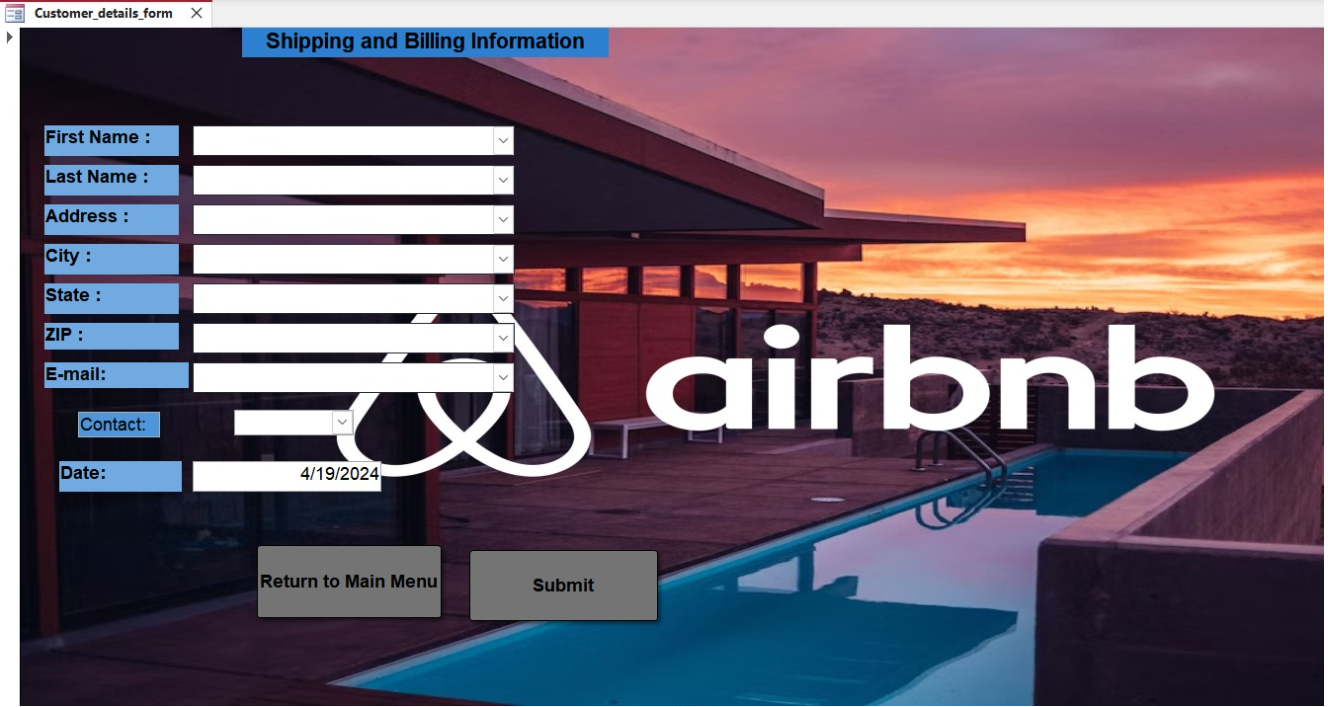 Customer_details_form
Shipping and Billing Information
First Name :
Last Name :
Address :
City :
State :
ZIP :
E-mail:
airbnb
Contact:
Date: 4/19/2024
Return to Main Menu
Submit